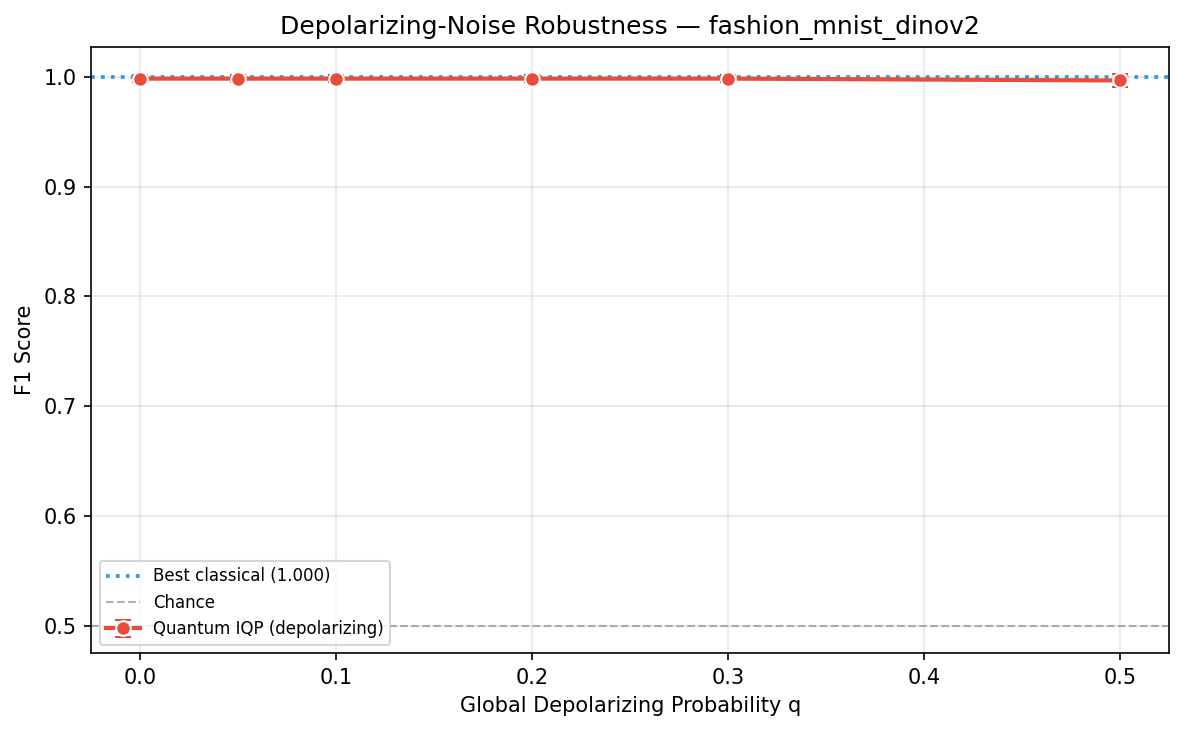 Depolarizing-Noise Robustness — fashion_mnist_dinov2
1.0
0.9
0.8
0.7
0.6
0.5
F1 Score
Best classical (1.000)
Chance
Quantum IQP (depolarizing)
0.0 0.1 0.2 0.3 0.4 0.5
Global Depolarizing Probability q